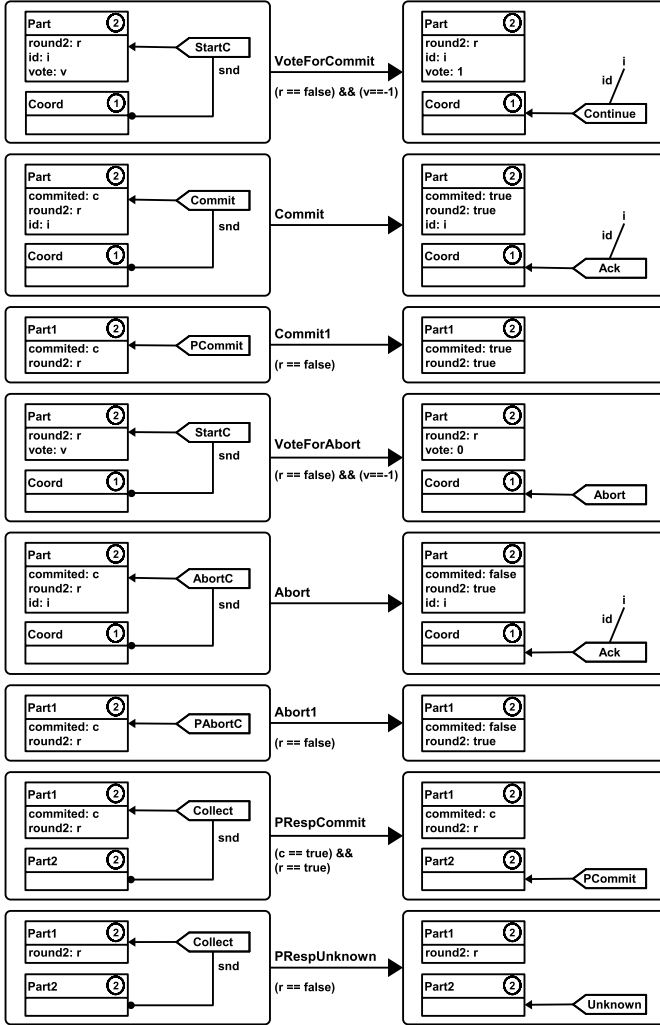 Part 2
round2: r
id: i
vote: v
StartC
snd
Coord 1
VoteForCommit
(r == false) && (v==-1)
Part 2
round2: r
id: i
vote: 1
Coord 1
i
id
Continue
Part 2
commited: c
round2: r
id: i
Commit
snd
Coord 1
Commit
Part 2
commited: true
round2: true
id: i
Coord 1
i
id
Ack
Part1 2
commited: c
round2: r
PCommit
Commit1
(r == false)
Part1 2
commited: true
round2: true
Part 2
round2: r
vote: v
StartC
snd
Coord 1
VoteForAbort
(r == false) && (v==-1)
Part 2
round2: r
vote: 0
Coord 1
Abort
Part 2
commited: c
round2: r
id: i
AbortC
snd
Coord 1
Abort
Part 2
commited: false
round2: true
id: i
Coord 1
i
id
Ack
Part1 2
commited: c
round2: r
PAbortC
Abort1
(r == false)
Part1 2
commited: false
round2: true
Part1 2
commited: c
round2: r
Collect
snd
Part2 2
PRespCommit
(c == true) &&
(r == true)
Part1 2
commited: c
round2: r
Part2 2
PCommit
Part1 2
round2: r
Collect
snd
Part2 2
PRespUnknown
(r == false)
Part1 2
round2: r
Part2 2
Unknown